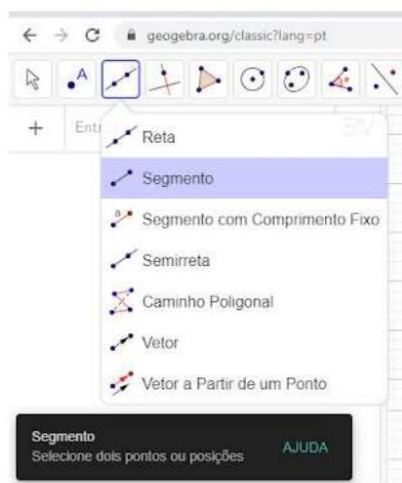 geogebra.org/classic?lang=pt
A
a
Entr
Reta
Segmento
Segmento com Comprimento Fixo
Semirreta
Caminho Poligonal
Vetor
Vetor a Partir de um Ponto
Segmento
Selecione dois pontos ou posições
AJUDA